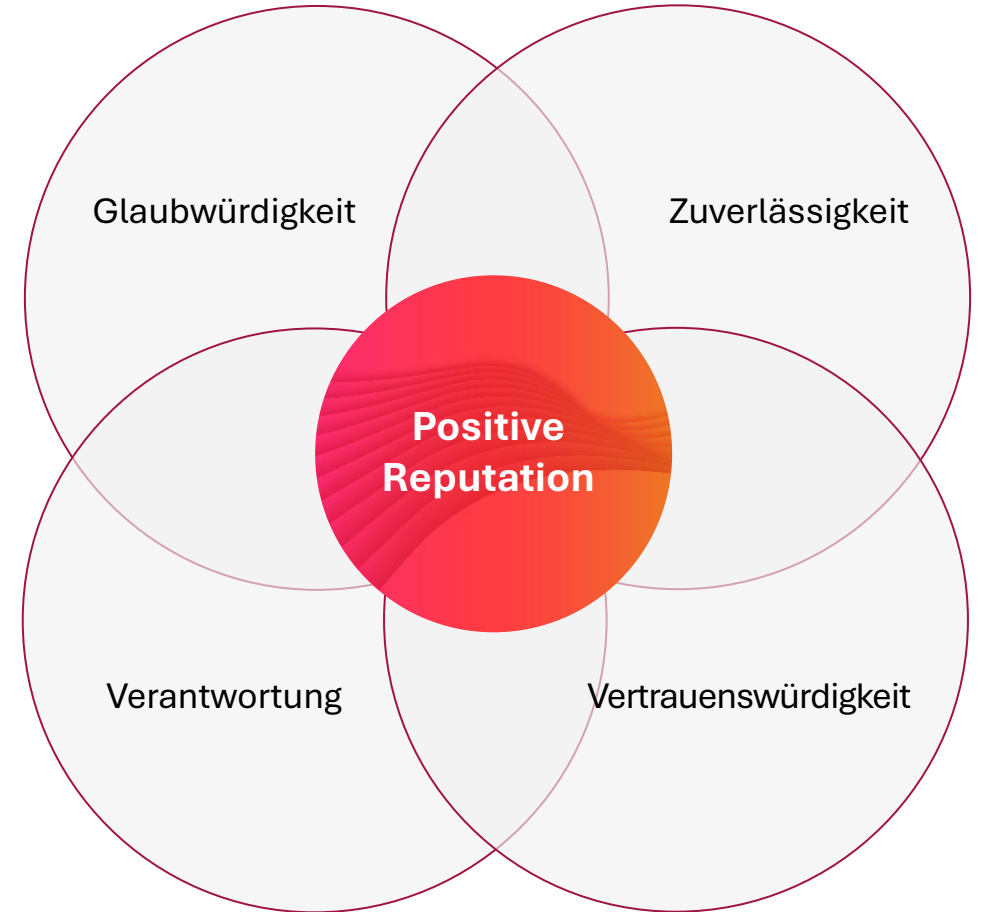 Glaubwürdigkeit
Zuverlässigkeit
Positive
Reputation
Verantwortung
Vertrauenswürdigkeit